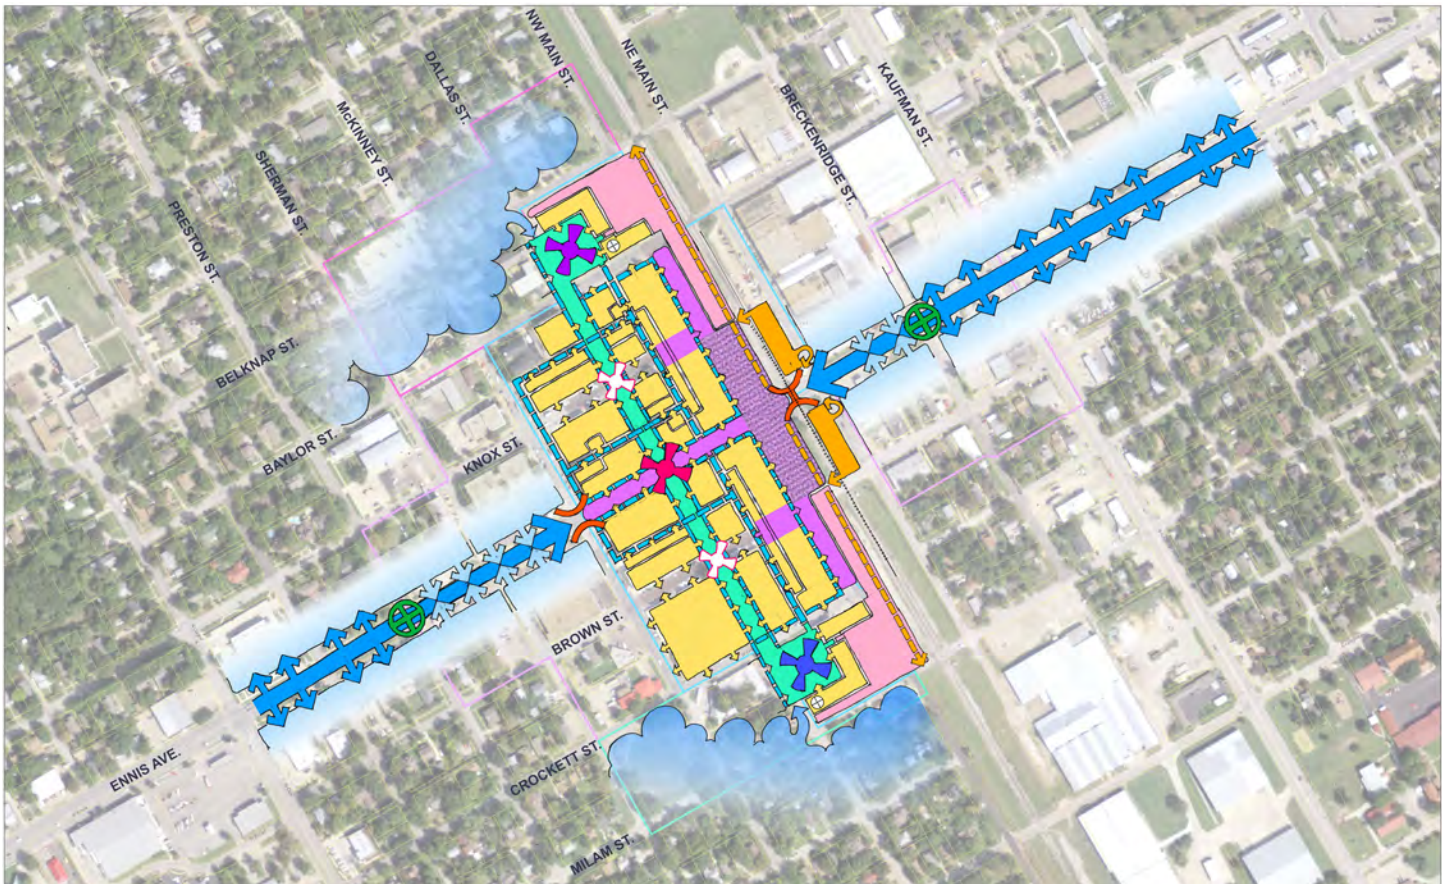 NW MAIN ST.
NE MAIN ST.
DALLAS ST.
KAUFMAN ST.
BRECKENRIDGE ST.
McKINNEY ST.
SHERMAN ST.
PRESTON ST.
BELKNAP ST.
BAYLOR ST.
KNOX ST.
BROWN ST.
ENNIS AVE.
CROCKETT ST.
MILAM ST.